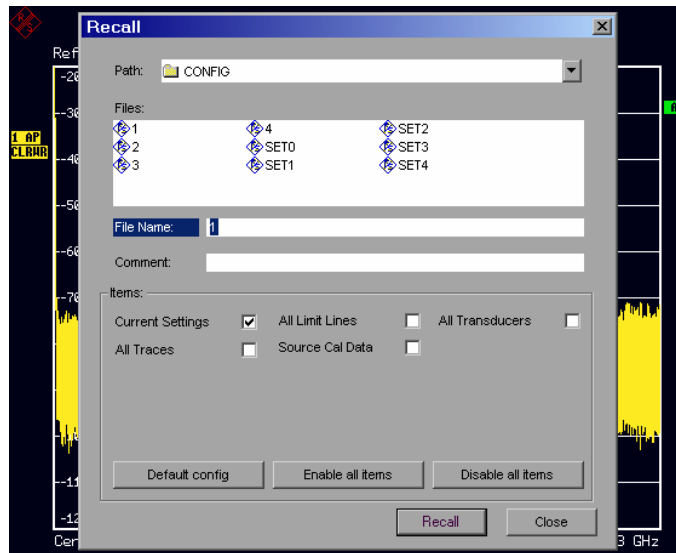 Recall
Ref
-20
Path: CONFIG
Files:
-30
1 4 SET2
1 AP
CLRWR
2 SET0 SET3
-40
3 SET1 SET4
-50
File Name: 1
-60
Comment:
-70
Items:
Current Settings All Limit Lines All Transducers
All Traces Source Cal Data
Default config Enable all items Disable all items
-11
-12
Recall Close
Cen 3 GHz